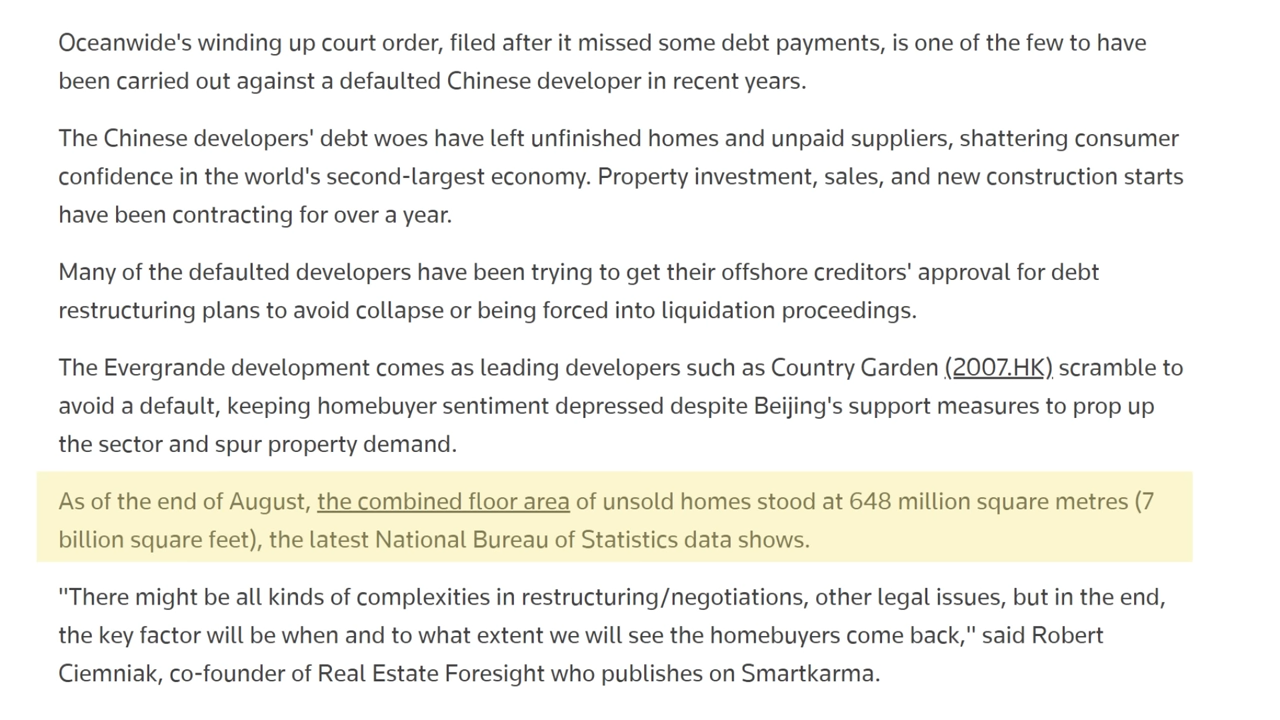 Oceanwide's winding up court order, filed after it missed some debt payments, is one of the few to have
been carried out against a defaulted Chinese developer in recent years.
The Chinese developers' debt woes have left unfinished homes and unpaid suppliers, shattering consumer
confidence in the world's second-largest economy. Property investment, sales, and new construction starts
have been contracting for over a year.
Many of the defaulted developers have been trying to get their offshore creditors' approval for debt
restructuring plans to avoid collapse or being forced into liquidation proceedings.
The Evergrande development comes as leading developers such as Country Garden (2007.HK) scramble to
avoid a default, keeping homebuyer sentiment depressed despite Beijing's support measures to prop up
the sector and spur property demand.
As of the end of August, the combined floor area of unsold homes stood at 648 million square metres (7
billion square feet), the latest National Bureau of Statistics data shows.
"There might be all kinds of complexities in restructuring/negotiations, other legal issues, but in the end,
the key factor will be when and to what extent we will see the homebuyers come back," said Robert
Ciemniak, co-founder of Real Estate Foresight who publishes on Smartkarma.